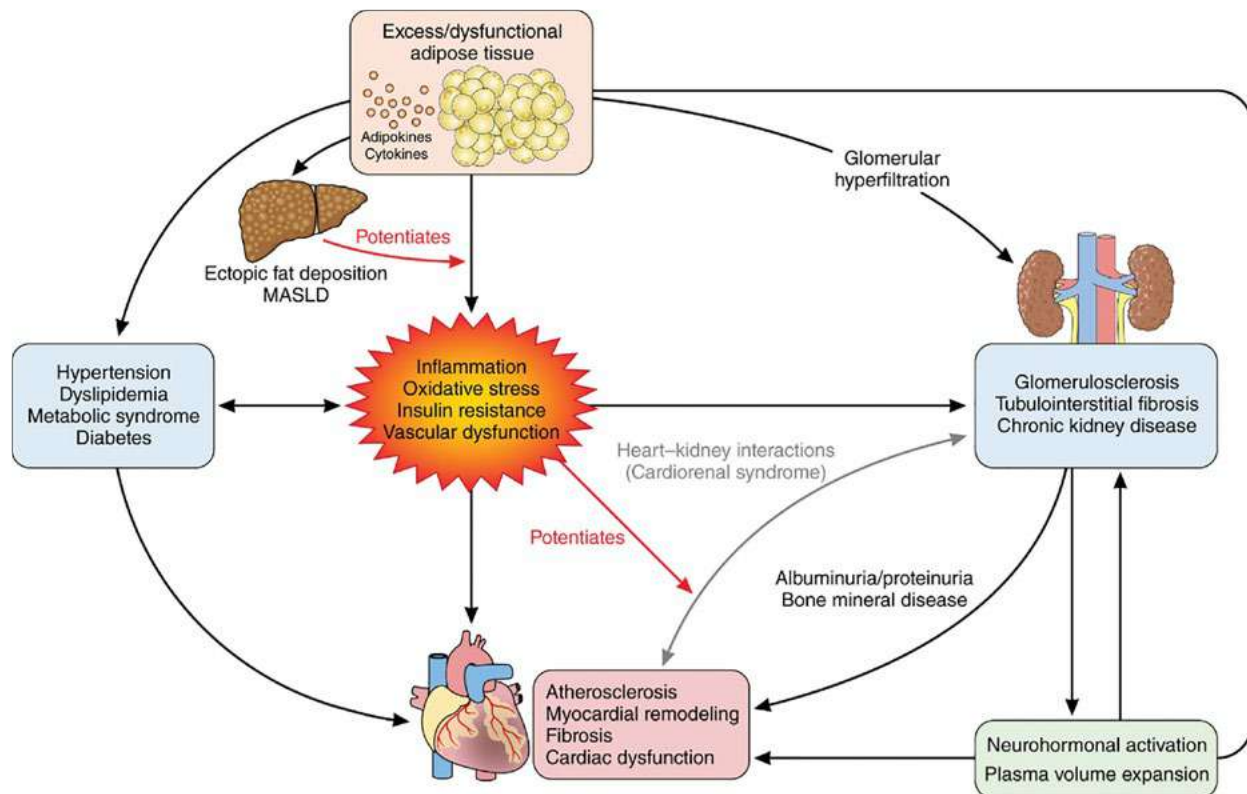 Excess/dysfunctional
adipose tissue
Adipokines
Cytokines
Glomerular
hyperfiltration
Potentiates
Ectopic fat deposition
MASLD
Hypertension
Dyslipidemia
Metabolic syndrome
Diabetes
Inflammation
Oxidative stress
Insulin resistance
Vascular dysfunction
Glomerulosclerosis
Tubulointerstitial fibrosis
Chronic kidney disease
Heart–kidney interactions
(Cardiorenal syndrome)
Potentiates
Albuminuria/proteinuria
Bone mineral disease
Atherosclerosis
Myocardial remodeling
Fibrosis
Cardiac dysfunction
Neurohormonal activation
Plasma volume expansion